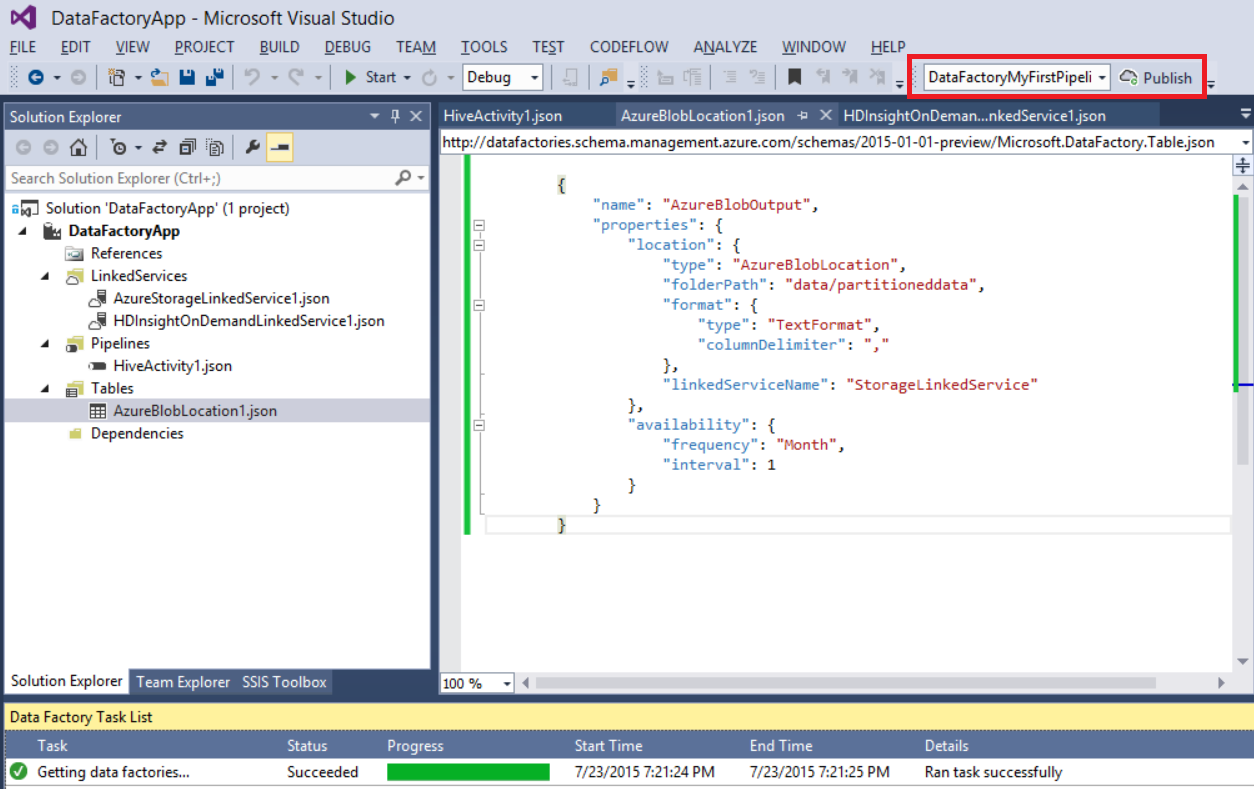 DataFactoryApp - Microsoft Visual Studio
FILE EDIT VIEW PROJECT BUILD DEBUG TEAM TOOLS TEST CODEFLOW ANALYZE WINDOW HELP
Start Debug DataFactoryMyFirstPipeli Publish
Solution Explorer
Search Solution Explorer (Ctrl+;)
Solution 'DataFactoryApp' (1 project)
DataFactoryApp
References
LinkedServices
AzureStorageLinkedService1.json
HDInsightOnDemandLinkedService1.json
Pipelines
HiveActivity1.json
Tables
AzureBlobLocation1.json
Dependencies
Solution Explorer Team Explorer SSIS Toolbox
HiveActivity1.json AzureBlobLocation1.json HDInsightOnDeman...nkedService1.json
http://datafactories.schema.management.azure.com/schemas/2015-01-01-preview/Microsoft.DataFactory.Table.json
{
"name": "AzureBlobOutput",
"properties": {
"location": {
"type": "AzureBlobLocation",
"folderPath": "data/partitioneddata",
"format": {
"type": "TextFormat",
"columnDelimiter": ","
},
"linkedServiceName": "StorageLinkedService"
},
"availability": {
"frequency": "Month",
"interval": 1
}
}
}
100 %
Data Factory Task List
Task Status Progress Start Time End Time Details
Getting data factories... Succeeded 7/23/2015 7:21:24 PM 7/23/2015 7:21:25 PM Ran task successfully